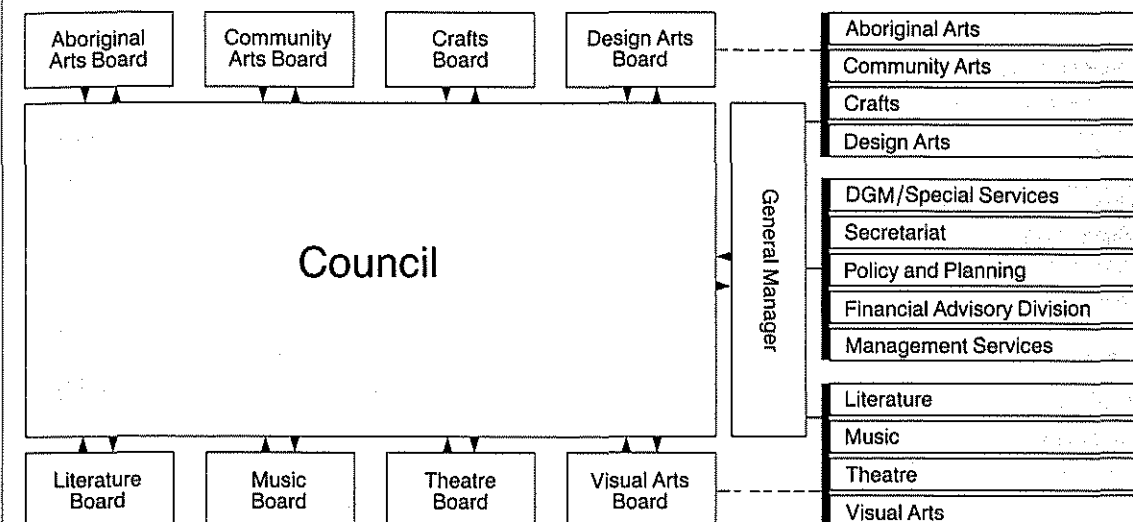 Aboriginal
Arts Board
Community
Arts Board
Crafts
Board
Design Arts
Board
Council
General Manager
Literature
Board
Music
Board
Theatre
Board
Visual Arts
Board
Aboriginal Arts
Community Arts
Crafts
Design Arts
DGM/Special Services
Secretariat
Policy and Planning
Financial Advisory Division
Management Services
Literature
Music
Theatre
Visual Arts